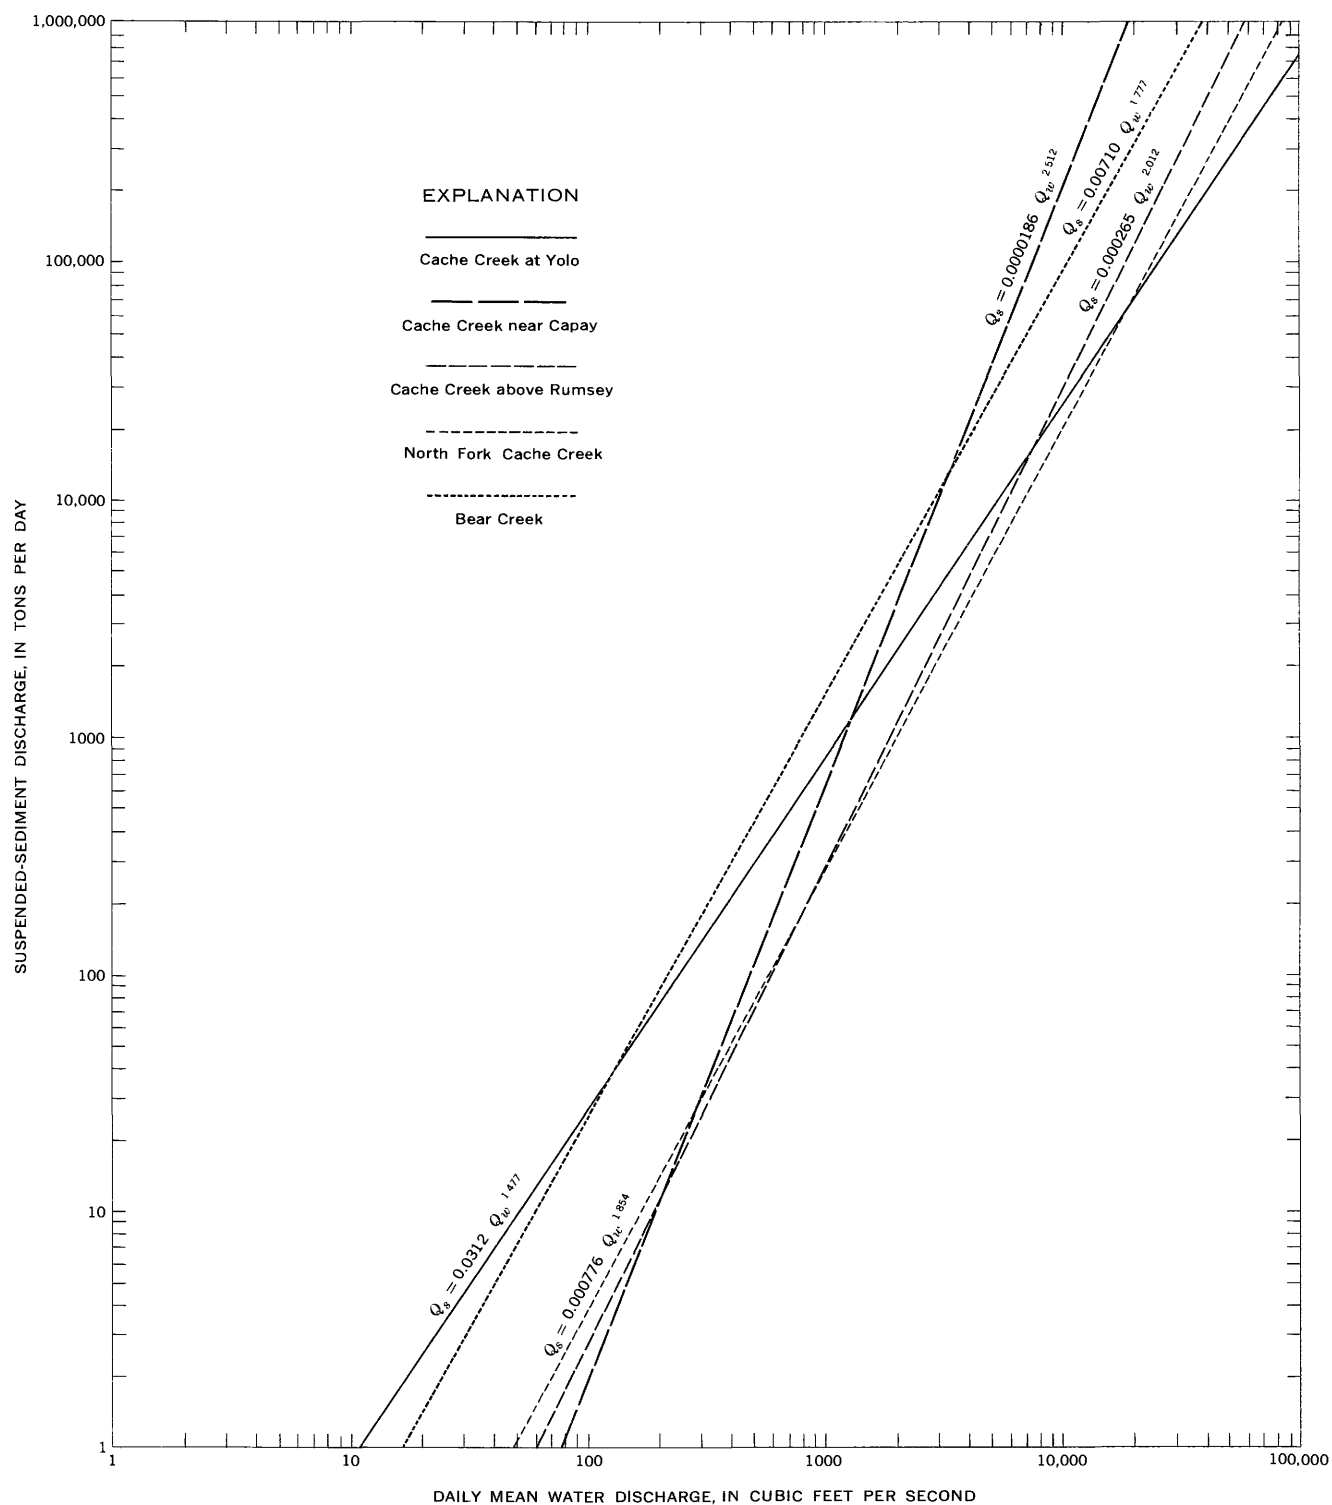 1,000,000
100,000
10,000
1000
100
10
1
SUSPENDED-SEDIMENT DISCHARGE, IN TONS PER DAY
EXPLANATION
Cache Creek at Yolo
Cache Creek near Capay
Cache Creek above Rumsey
North Fork Cache Creek
Bear Creek
Qs = 0.0000186 Qw 2.512
Qs = 0.00710 Qw 1.777
Qs = 0.000265 Qw 2.012
Qs = 0.0312 Qw 1.477
Qs = 0.000776 Qw 1.854
1 10 100 1000 10,000 100,000
DAILY MEAN WATER DISCHARGE, IN CUBIC FEET PER SECOND